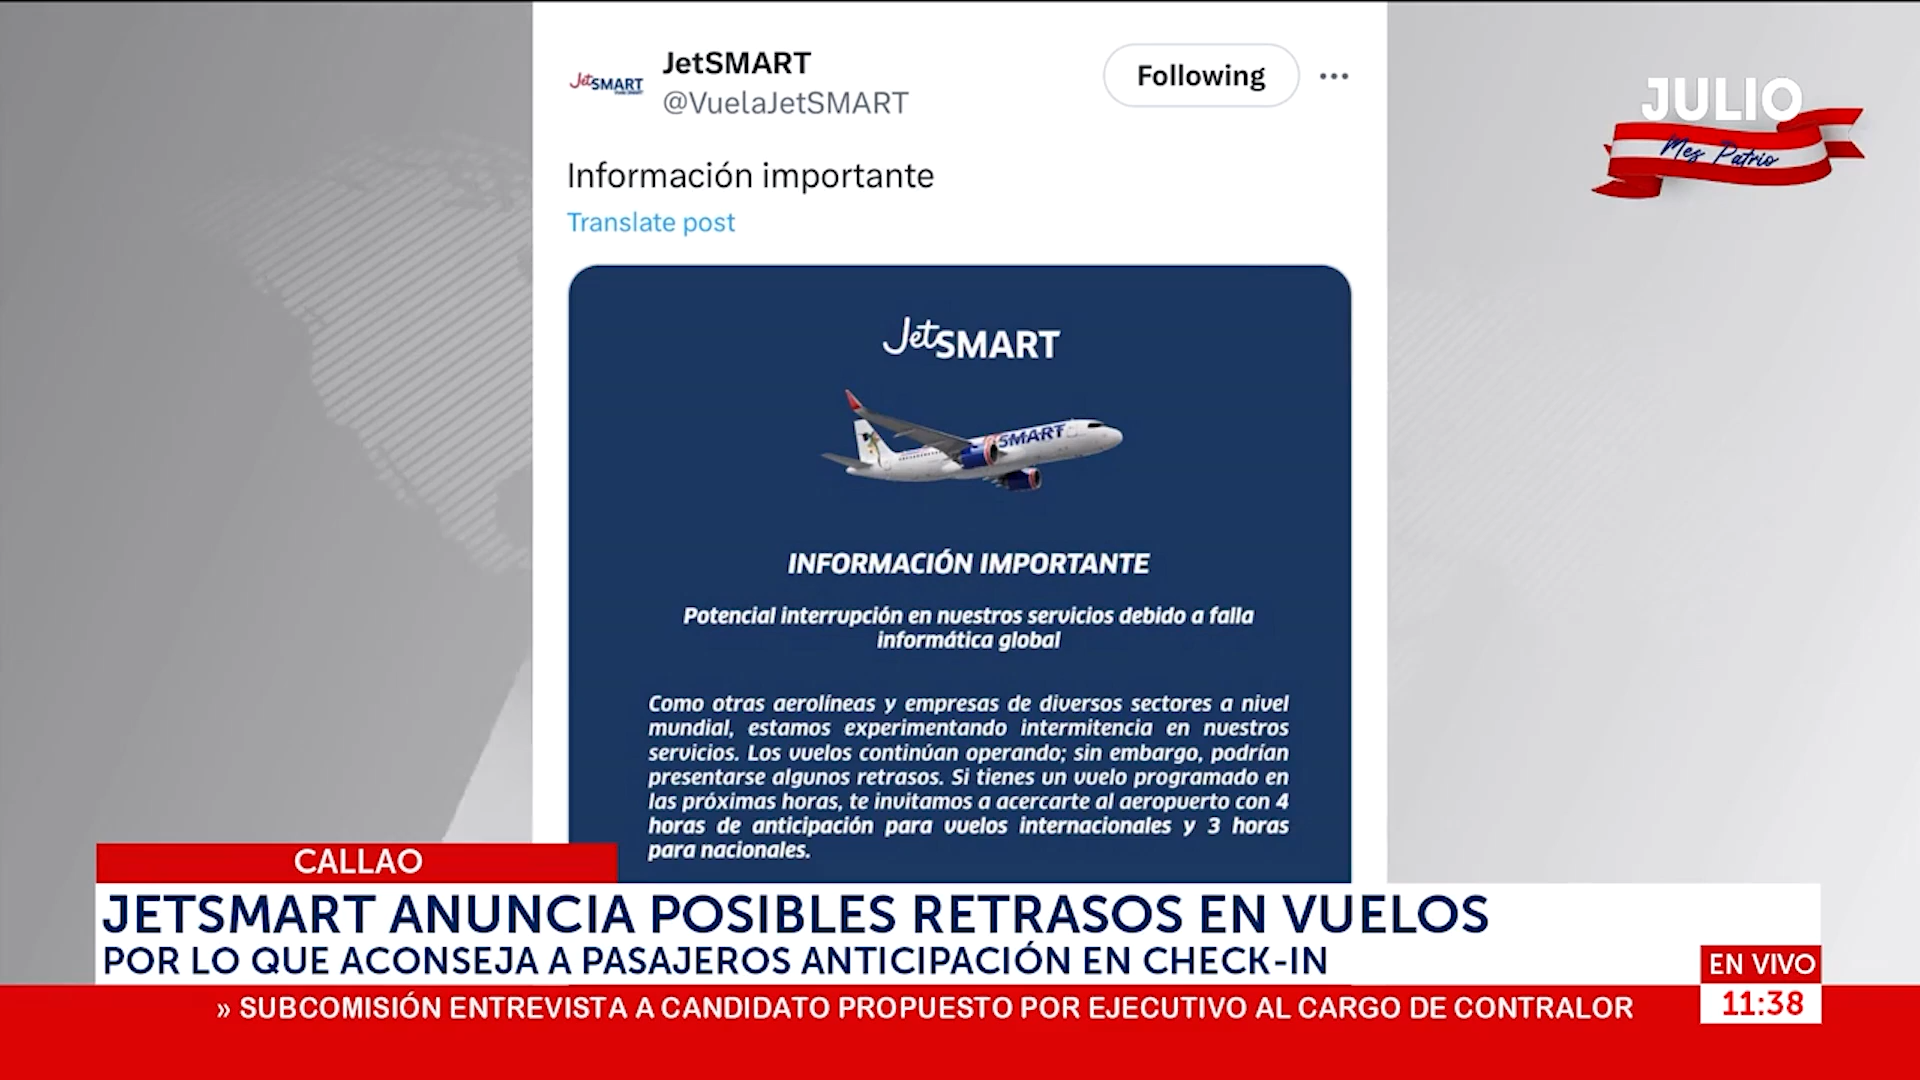 JetSMART
JetSMART
@VuelaJetSMART
Following
JULIO
Mes Patrio
Información importante
Translate post
JetSMART
SMART
INFORMACIÓN IMPORTANTE
Potencial interrupción en nuestros servicios debido a falla
informática global
Como otras aerolíneas y empresas de diversos sectores a nivel
mundial, estamos experimentando intermitencia en nuestros
servicios. Los vuelos continúan operando; sin embargo, podrían
presentarse algunos retrasos. Si tienes un vuelo programado en
las próximas horas, te invitamos a acercarte al aeropuerto con 4
horas de anticipación para vuelos internacionales y 3 horas
para nacionales.
CALLAO
JETSMART ANUNCIA POSIBLES RETRASOS EN VUELOS
POR LO QUE ACONSEJA A PASAJEROS ANTICIPACIÓN EN CHECK-IN
EN VIVO
» SUBCOMISIÓN ENTREVISTA A CANDIDATO PROPUESTO POR EJECUTIVO AL CARGO DE CONTRALOR
11:38